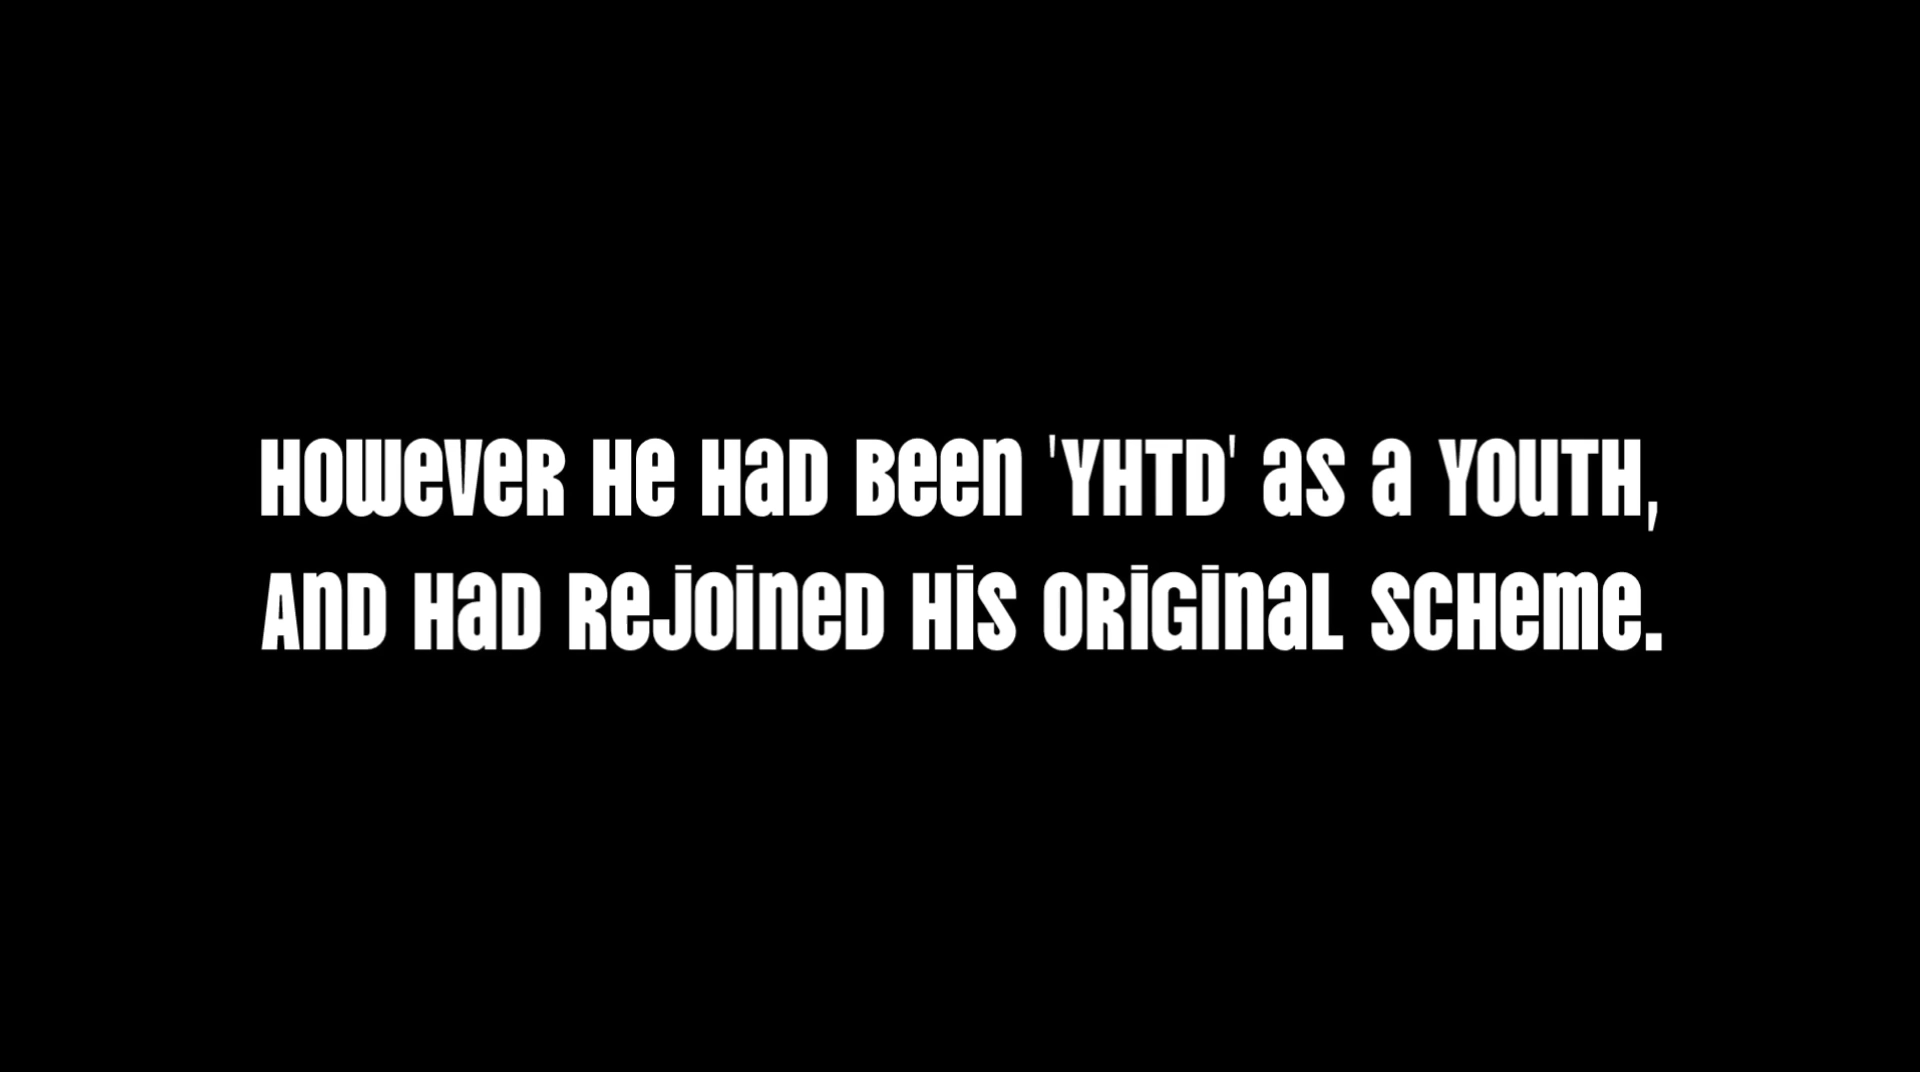 However he had been 'YHTD' as a youth,
and had rejoined his original scheme.